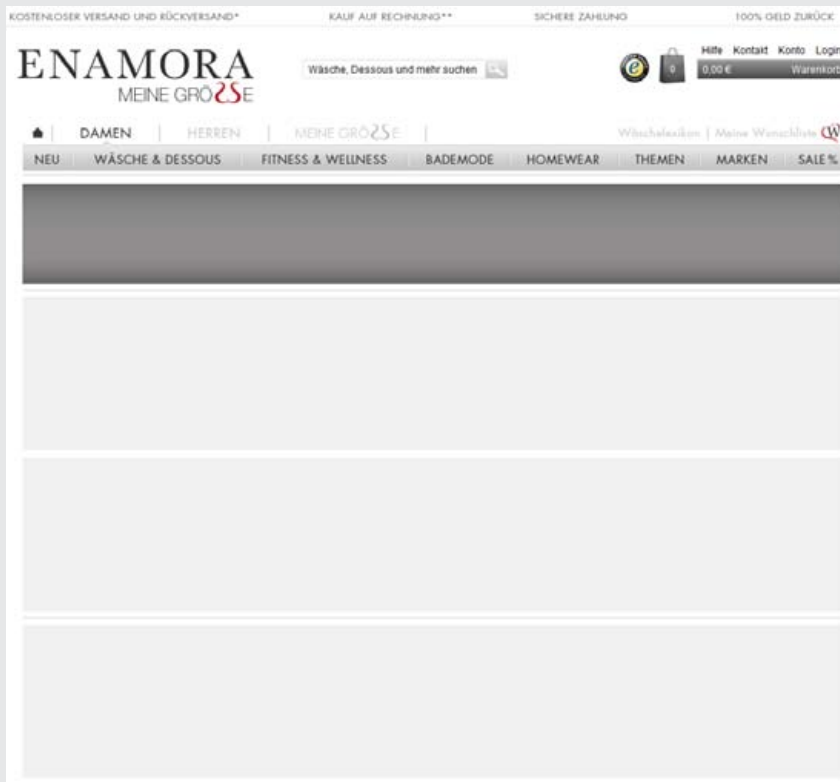 KOSTENLOSER VERSAND UND RÜCKVERSAND* KAUF AUF RECHNUNG** SICHERE ZAHLUNG 100% GELD ZURÜCK
ENAMORA
MEINE GRÖSSE
Wäsche, Dessous und mehr suchen
e
0
Hilfe Kontakt Konto Login
0,00 € Warenkorb
DAMEN | HERREN | MEINE GRÖSSE |
Wäschelexikon | Meine Wunschliste W
NEU WÄSCHE & DESSOUS FITNESS & WELLNESS BADEMODE HOMEWEAR THEMEN MARKEN SALE %